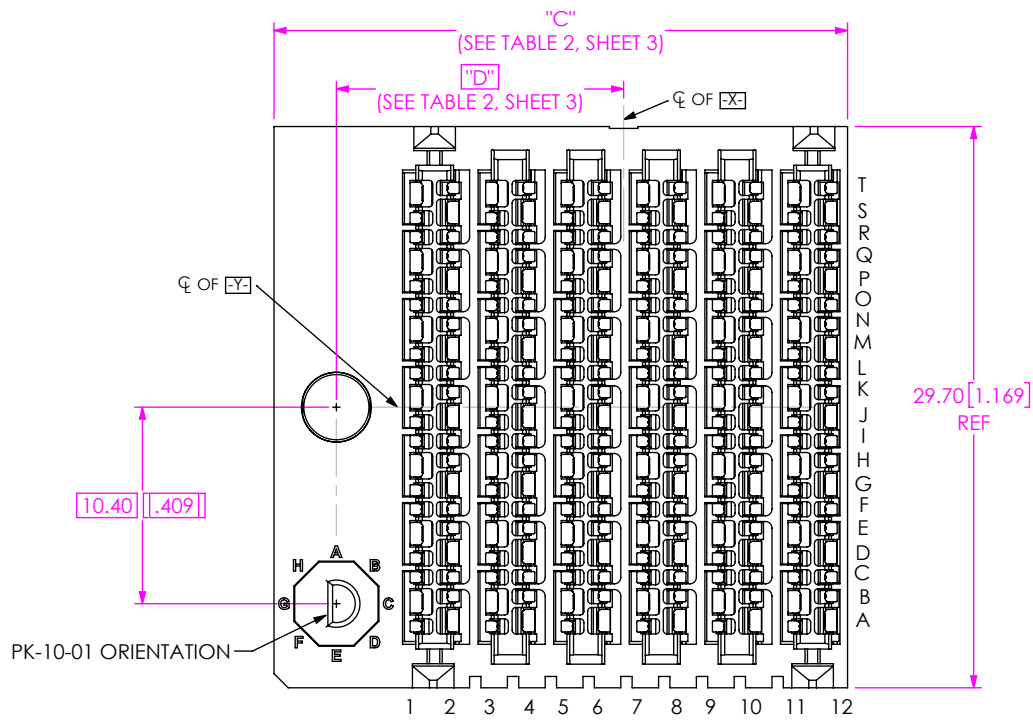 "C"
(SEE TABLE 2, SHEET 3)
"D"
(SEE TABLE 2, SHEET 3)
℄ OF -X-
℄ OF -Y-
T
S
R
Q
P
O
N
M
L
K
J
I
H
G
F
E
D
C
B
A
29.70[1.169]
REF
10.40 [.409]
A
B
C
D
E
F
G
H
PK-10-01 ORIENTATION
1 2 3 4 5 6 7 8 9 10 11 12